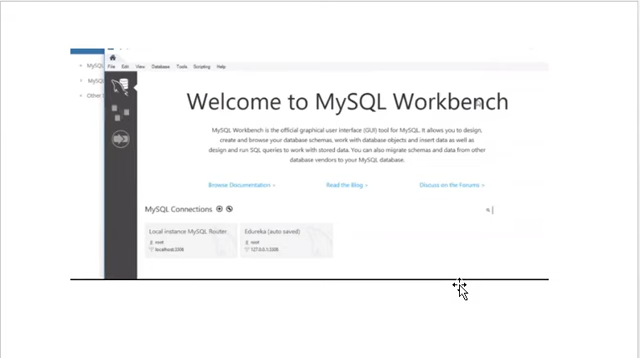 MySQL
MySQL
Other
File Edit View Database Tools Scripting Help
Welcome to MySQL Workbench
MySQL Workbench is the official graphical user interface (GUI) tool for MySQL. It allows you to design,
create and browse your database schemas, work with database objects and insert data as well as
design and run SQL queries to work with stored data. You can also migrate schemas and data from other
database vendors to your MySQL database.
Browse Documentation >
Read the Blog >
Discuss on the Forums >
MySQL Connections
Local instance MySQL Router
root
localhost:3306
Edureka (auto saved)
root
127.0.0.1:3306